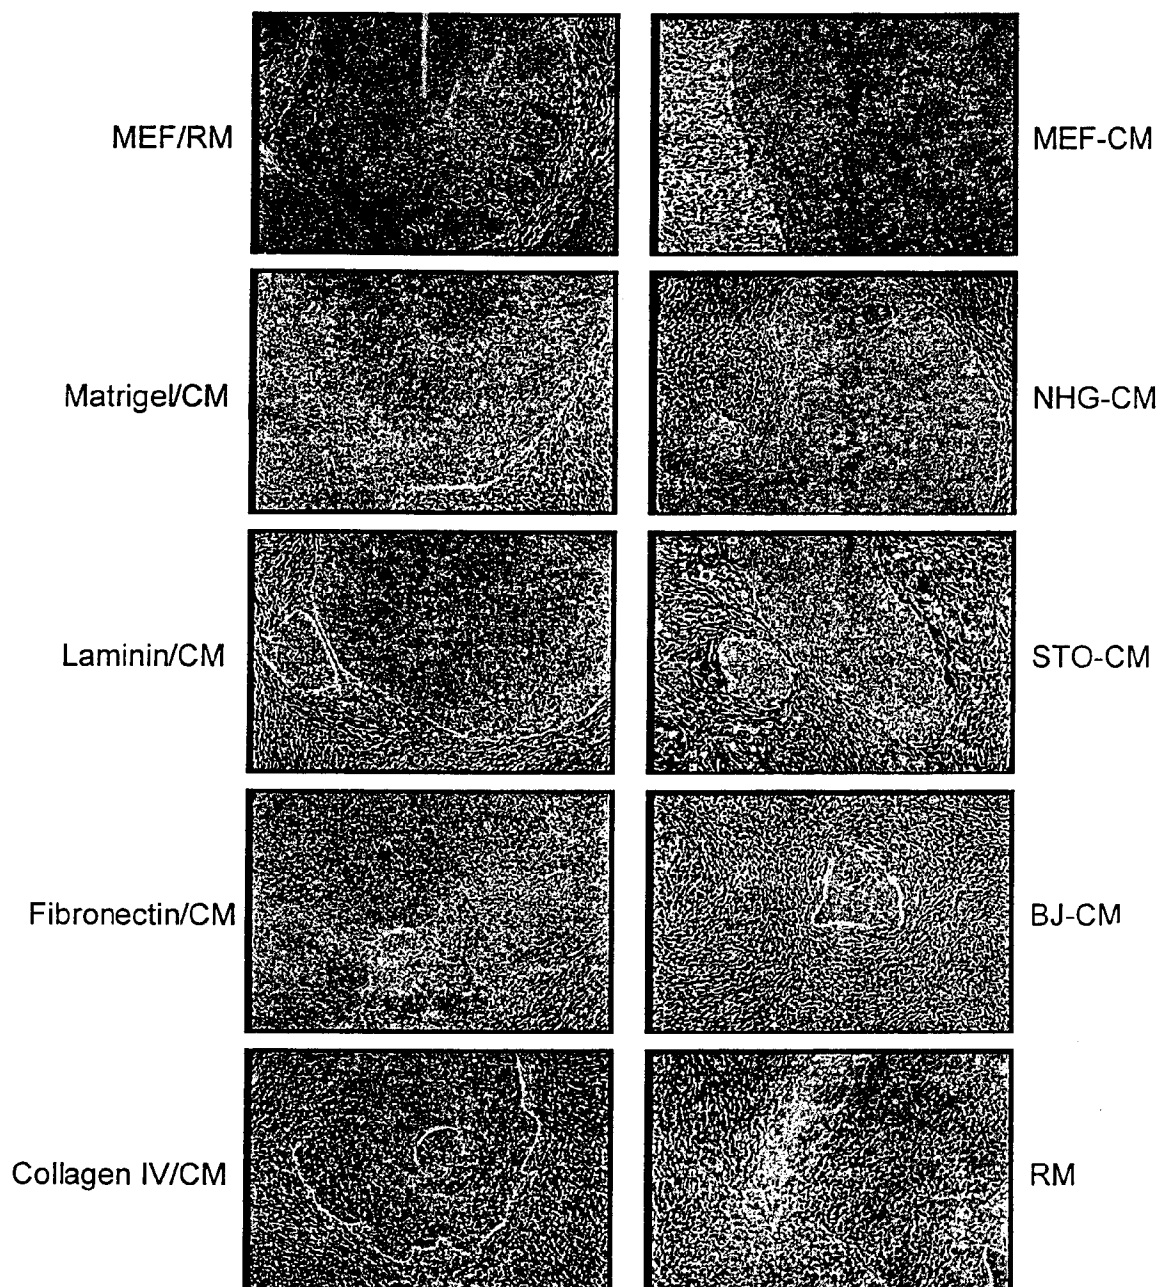 MEF/RM
MEF-CM
Matrigel/CM
NHG-CM
Laminin/CM
STO-CM
Fibronectin/CM
BJ-CM
Collagen IV/CM
RM